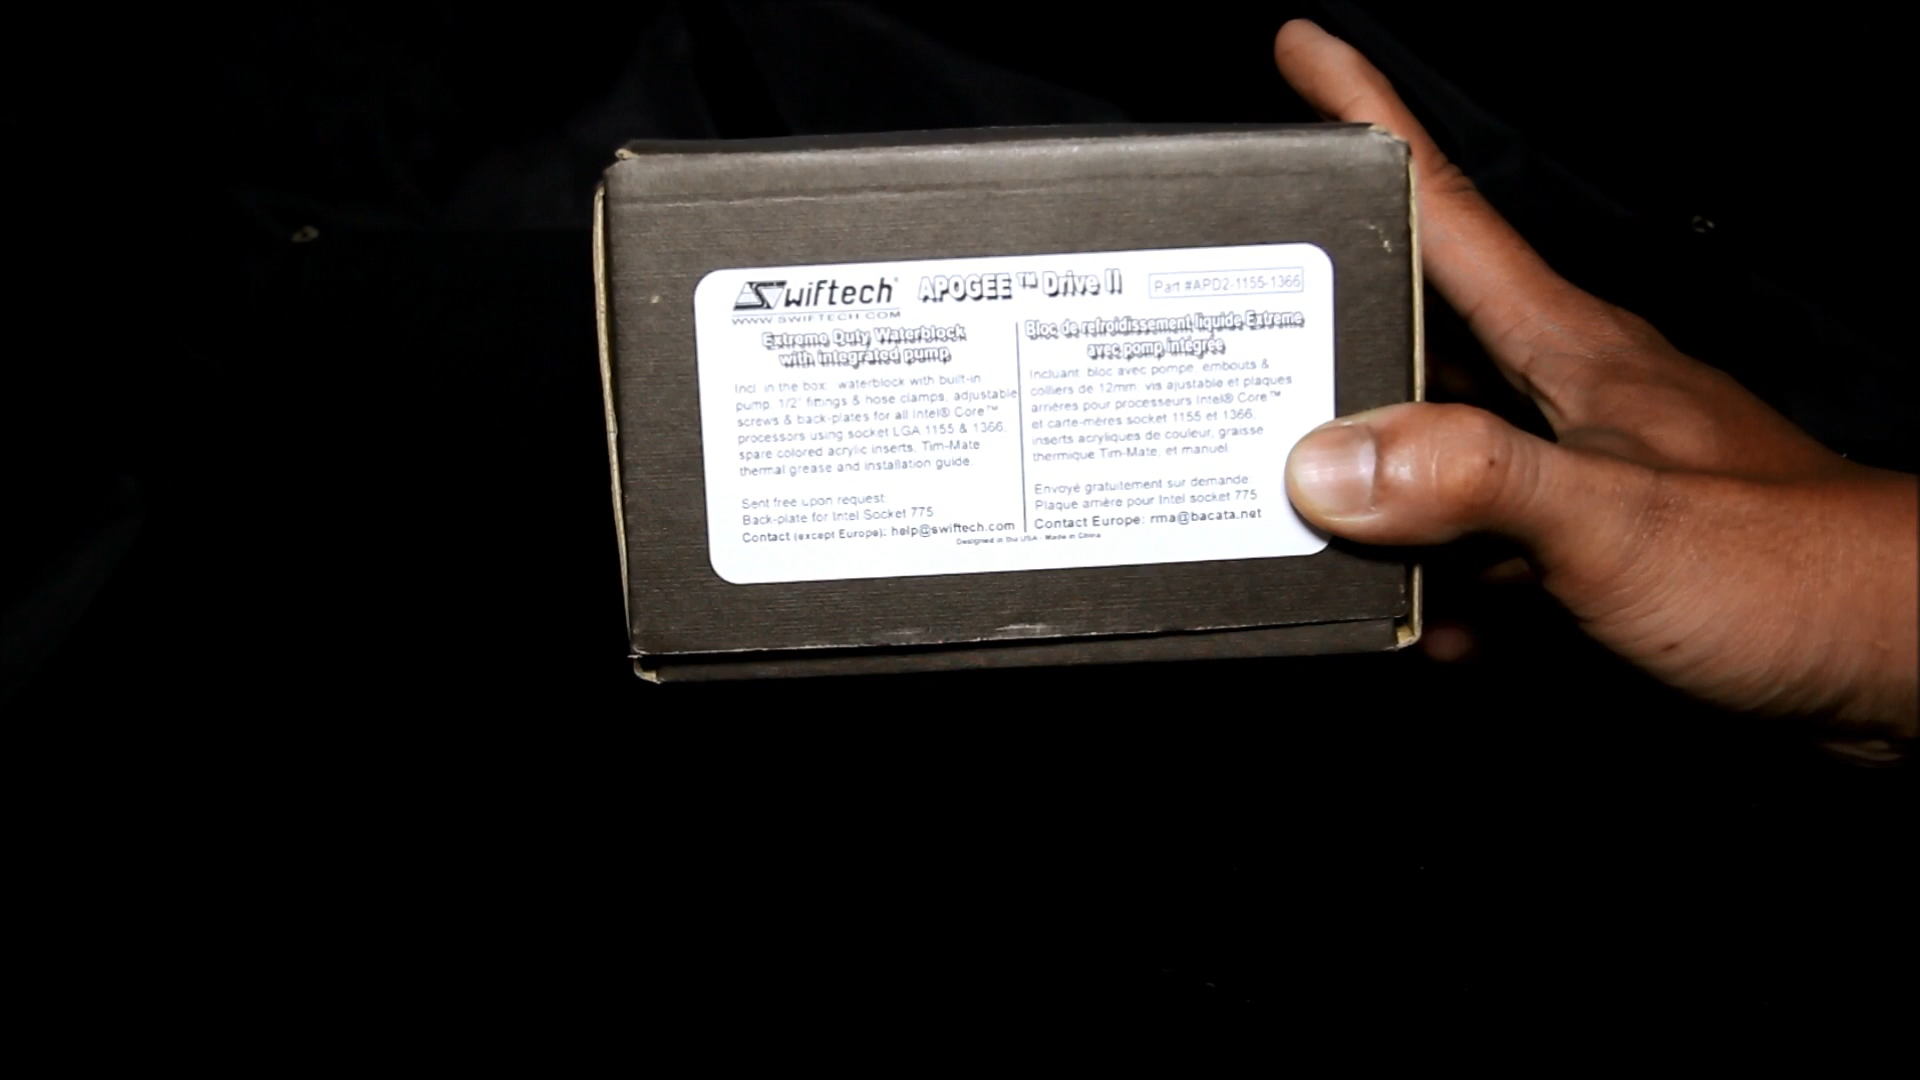 Swiftech®
WWW.SWIFTECH.COM
APOGEE™ Drive II
Part #APD2-1155-1366
Extreme Duty Waterblock
with integrated pump
Incl. in the box: waterblock with built-in
pump, 1/2" fittings & hose clamps, adjustable
screws & back-plates for all Intel® Core™
processors using socket LGA 1155 & 1366,
spare colored acrylic inserts, Tim-Mate
thermal grease and installation guide.
Sent free upon request:
Back-plate for Intel Socket 775
Contact (except Europe): help@swiftech.com
Bloc de refroidissement liquide Extreme
avec pomp intégrée
Incluant: bloc avec pompe, embouts &
colliers de 12mm, vis ajustable et plaques
arrières pour processeurs Intel® Core™
et carte-mères socket 1155 et 1366,
inserts acryliques de couleur, graisse
thermique Tim-Mate, et manuel.
Envoyé gratuitement sur demande:
Plaque arrière pour Intel socket 775
Contact Europe: rma@bacata.net
Designed in the USA - Made in China